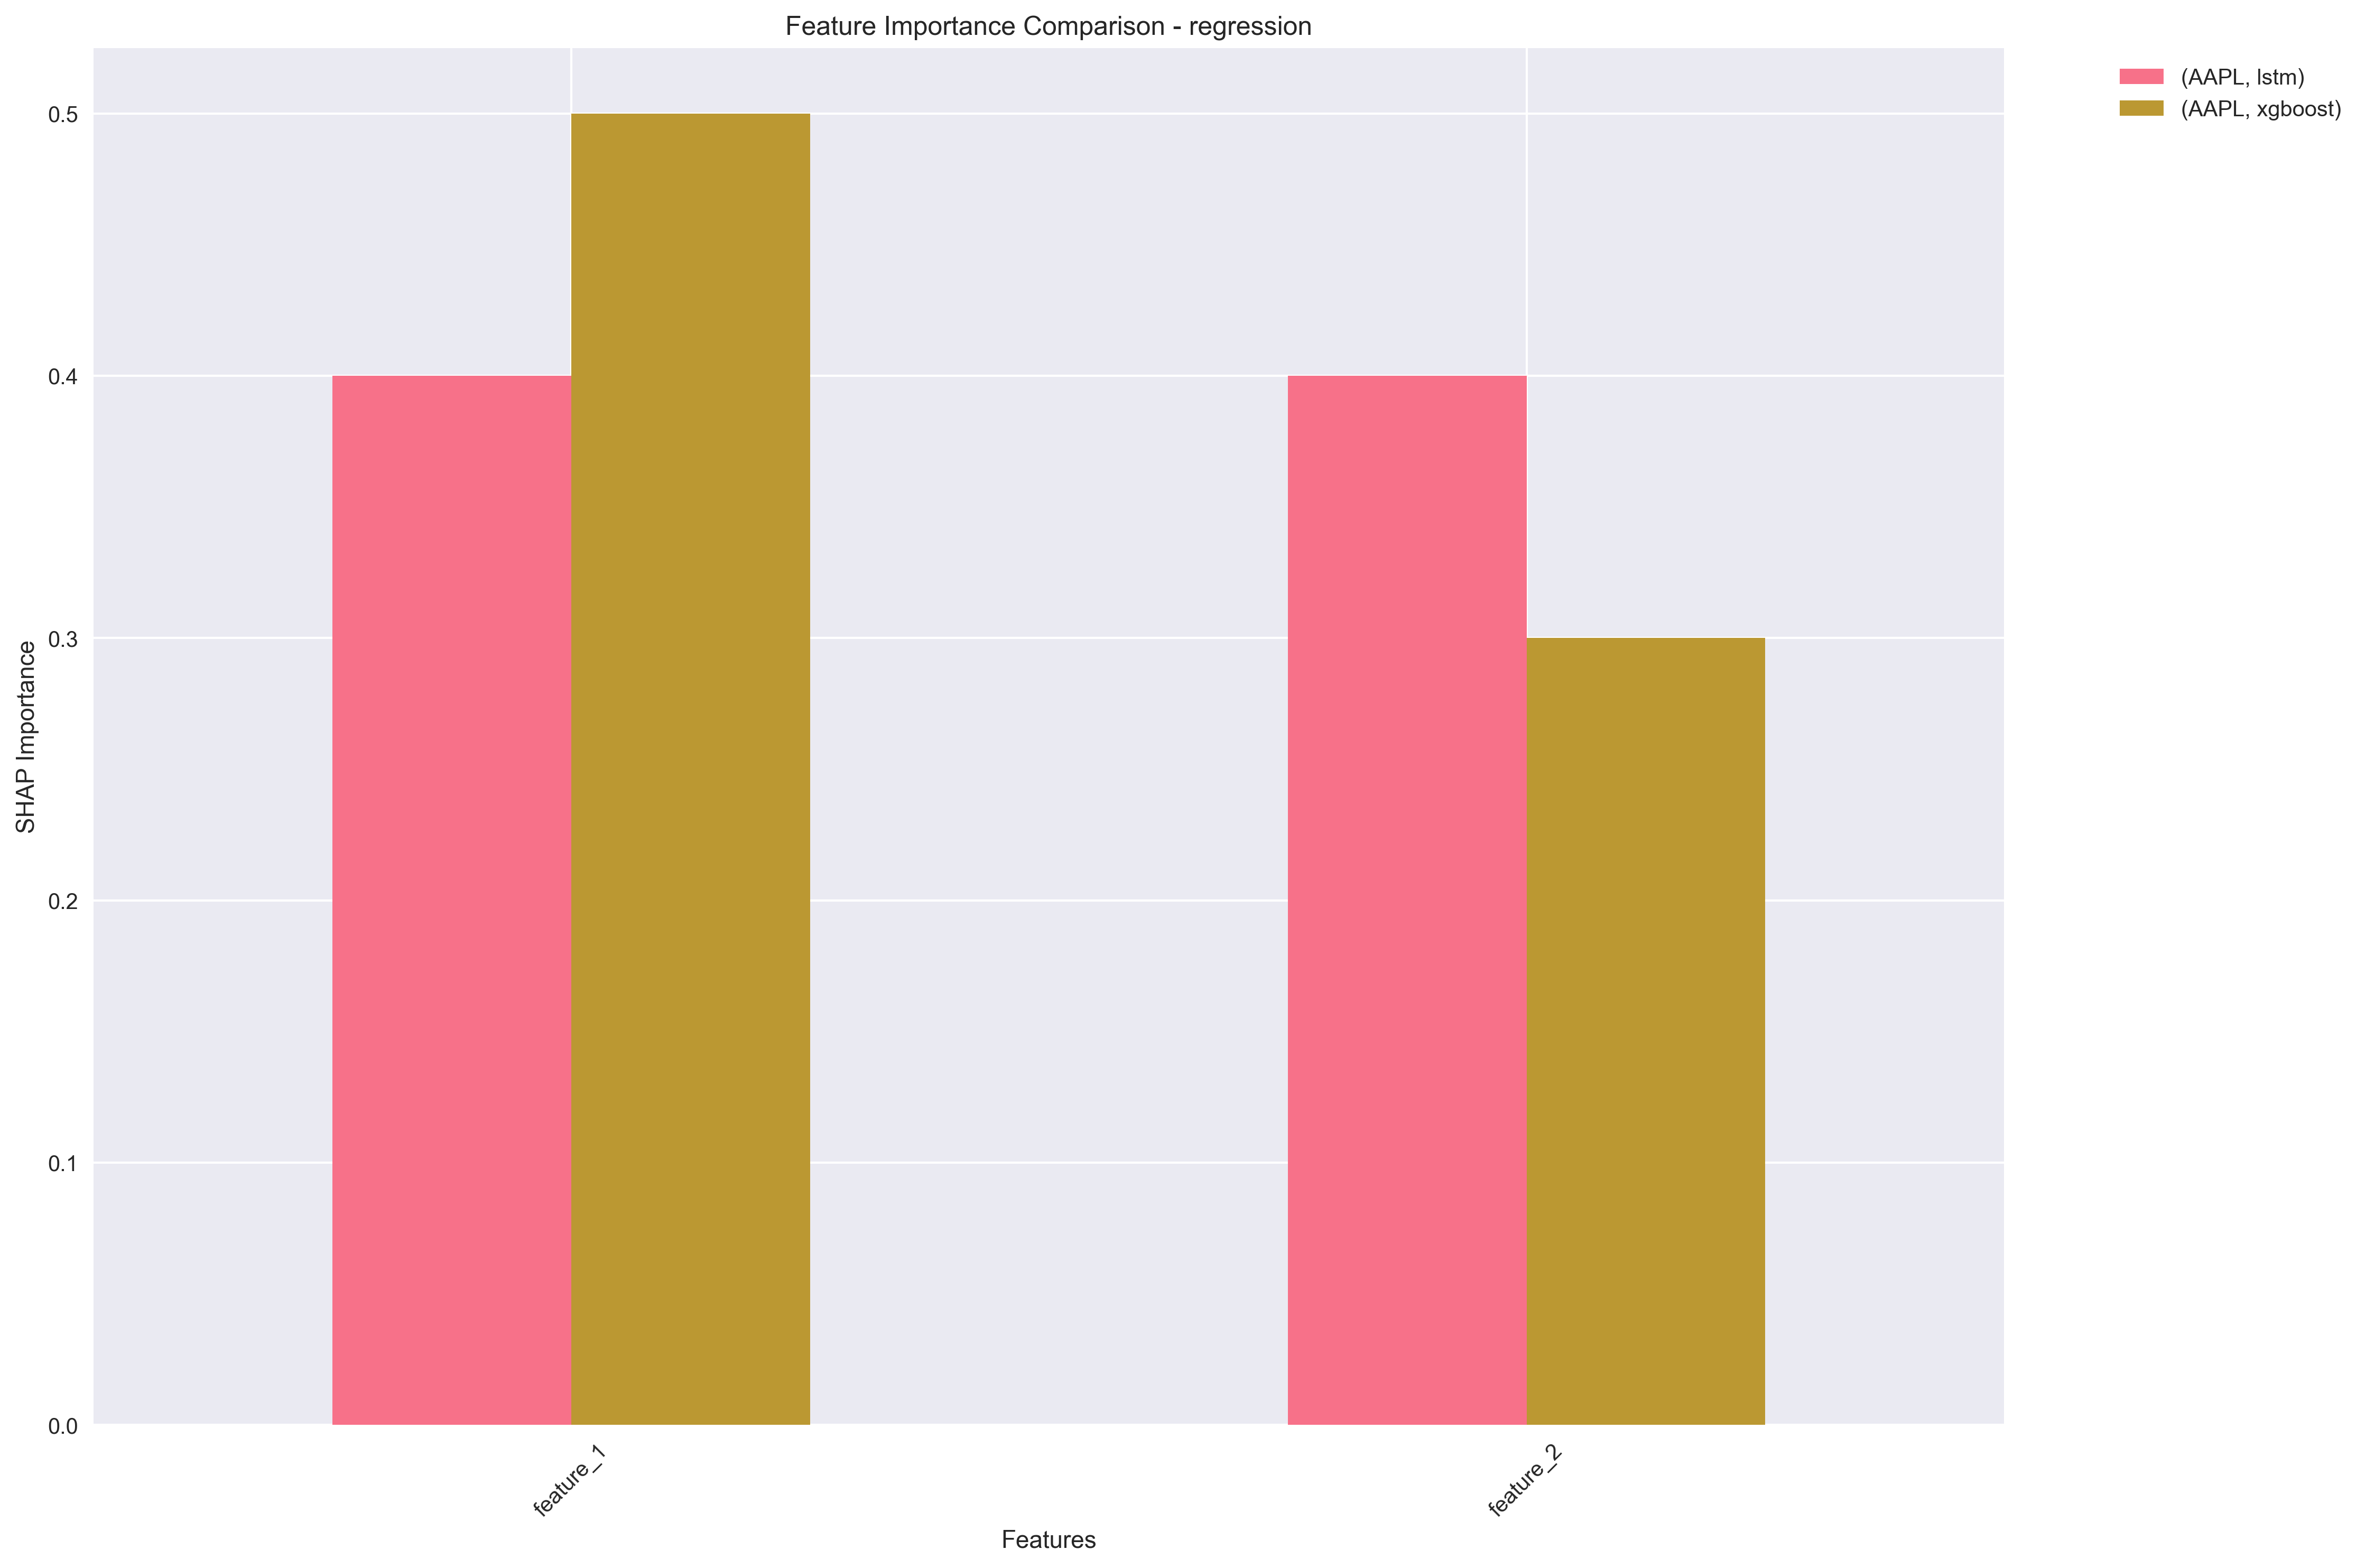 Feature Importance Comparison - regression
(AAPL, lstm)
(AAPL, xgboost)
SHAP Importance
0.5
0.4
0.3
0.2
0.1
0.0
feature_1
feature_2
Features